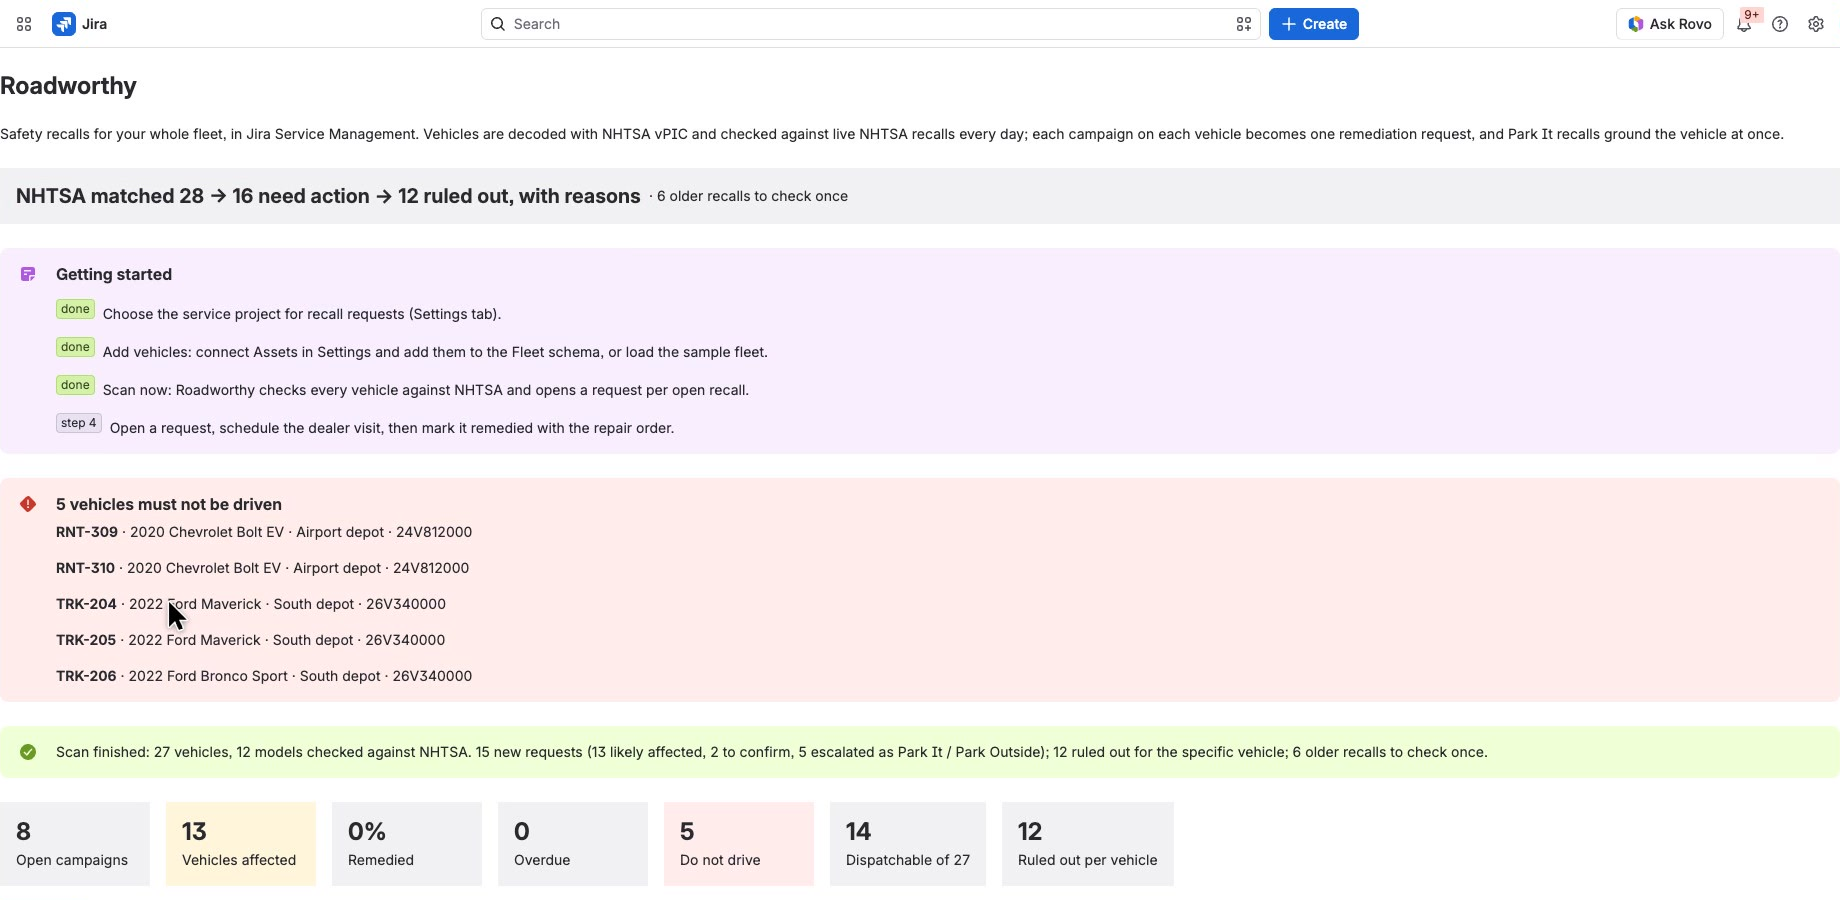 Jira
Search
Create
Ask Rovo
9+
Roadworthy
Safety recalls for your whole fleet, in Jira Service Management. Vehicles are decoded with NHTSA vPIC and checked against live NHTSA recalls every day; each campaign on each vehicle becomes one remediation request, and Park It recalls ground the vehicle at once.
NHTSA matched 28 → 16 need action → 12 ruled out, with reasons · 6 older recalls to check once
Getting started
done Choose the service project for recall requests (Settings tab).
done Add vehicles: connect Assets in Settings and add them to the Fleet schema, or load the sample fleet.
done Scan now: Roadworthy checks every vehicle against NHTSA and opens a request per open recall.
step 4 Open a request, schedule the dealer visit, then mark it remedied with the repair order.
5 vehicles must not be driven
RNT-309 · 2020 Chevrolet Bolt EV · Airport depot · 24V812000
RNT-310 · 2020 Chevrolet Bolt EV · Airport depot · 24V812000
TRK-204 · 2022 Ford Maverick · South depot · 26V340000
TRK-205 · 2022 Ford Maverick · South depot · 26V340000
TRK-206 · 2022 Ford Bronco Sport · South depot · 26V340000
Scan finished: 27 vehicles, 12 models checked against NHTSA. 15 new requests (13 likely affected, 2 to confirm, 5 escalated as Park It / Park Outside); 12 ruled out for the specific vehicle; 6 older recalls to check once.
8
Open campaigns
13
Vehicles affected
0%
Remedied
0
Overdue
5
Do not drive
14
Dispatchable of 27
12
Ruled out per vehicle